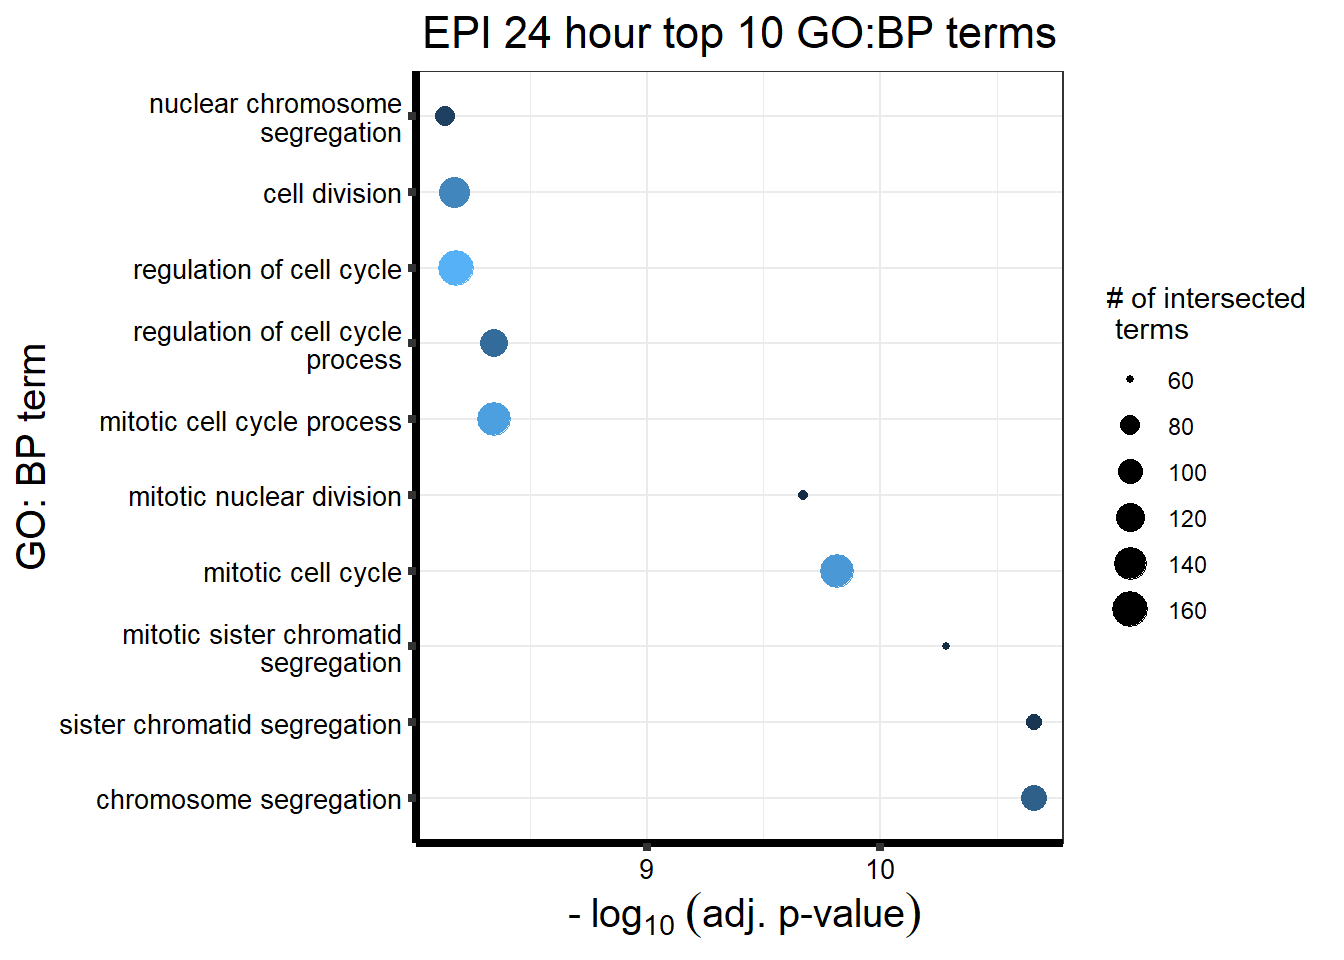 EPI 24 hour top 10 GO:BP terms
GO: BP term
nuclear chromosome
segregation
cell division
regulation of cell cycle
regulation of cell cycle
process
mitotic cell cycle process
mitotic nuclear division
mitotic cell cycle
mitotic sister chromatid
segregation
sister chromatid segregation
chromosome segregation
9
10
- log₁₀ (adj. p-value)
# of intersected
terms
60
80
100
120
140
160